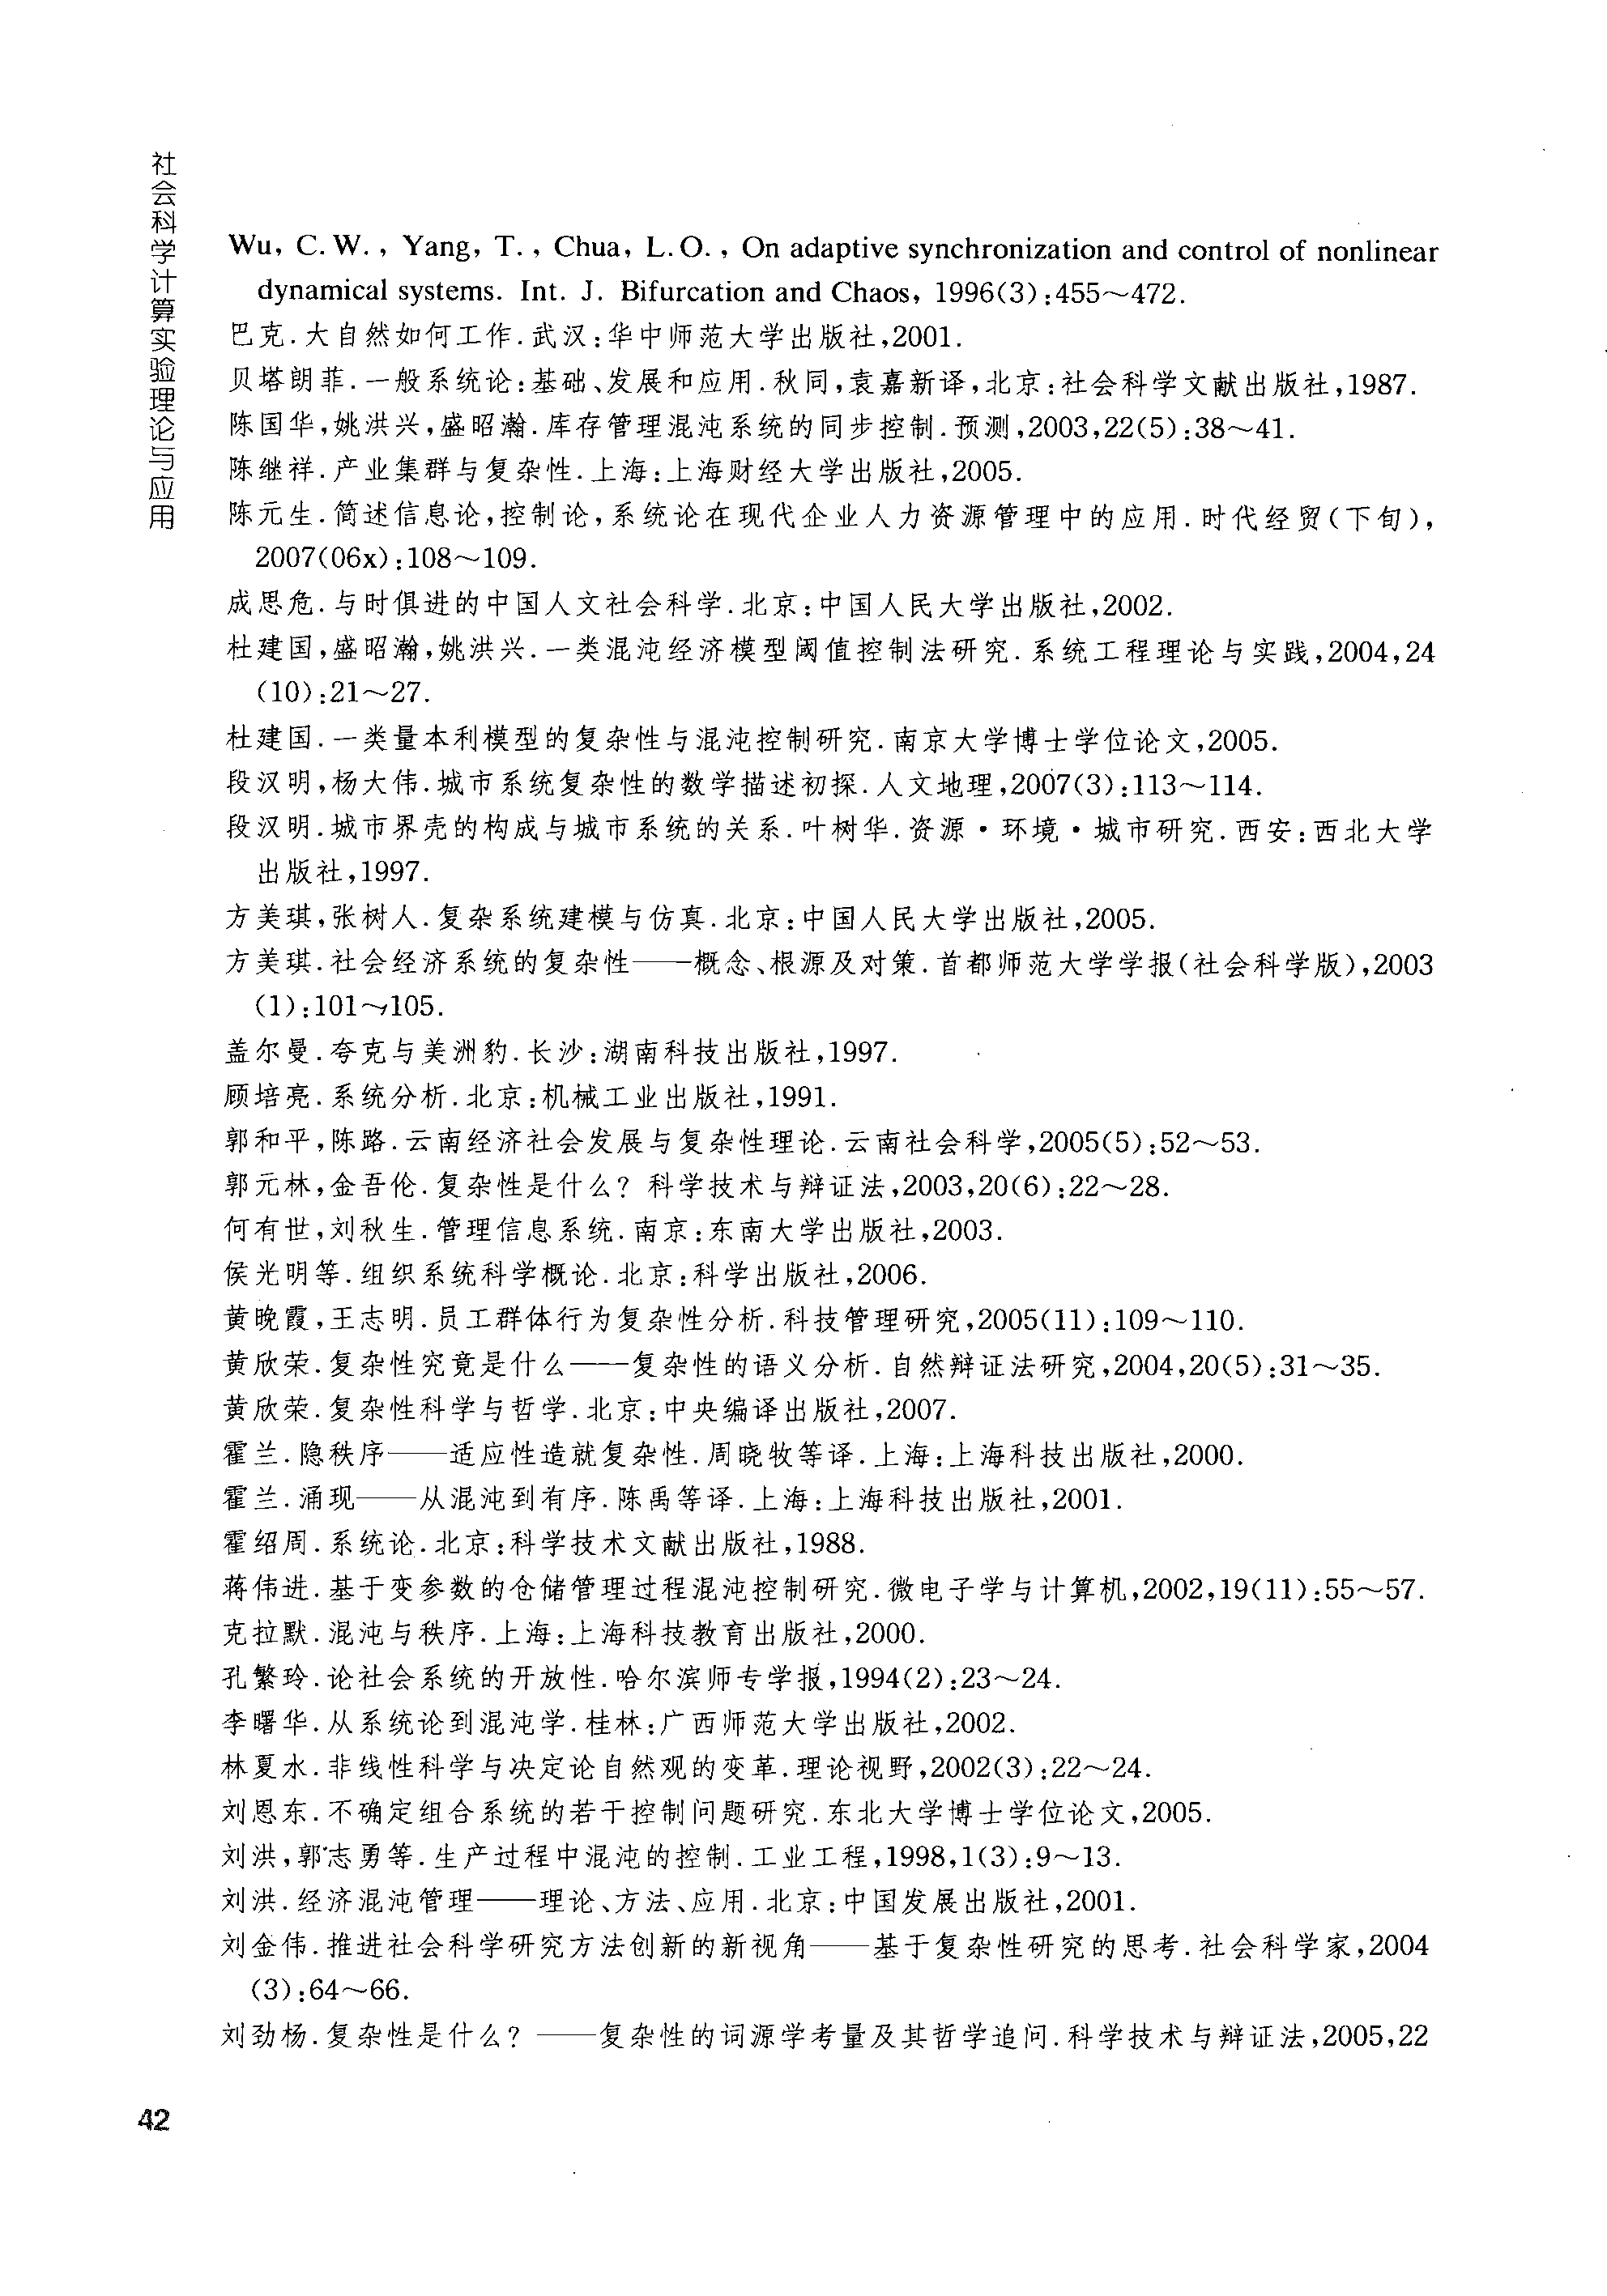 社会科学计算实验理论与应用
Wu, C. W. , Yang, T. , Chua, L. O. , On adaptive synchronization and control of nonlinear
dynamical systems. Int. J. Bifurcation and Chaos, 1996(3):455～472.
巴克.大自然如何工作.武汉:华中师范大学出版社,2001.
贝塔朗菲.一般系统论:基础、发展和应用.秋同,袁嘉新译,北京:社会科学文献出版社,1987.
陈国华,姚洪兴,盛昭瀚.库存管理混沌系统的同步控制.预测,2003,22(5):38～41.
陈继祥.产业集群与复杂性.上海:上海财经大学出版社,2005.
陈元生.简述信息论,控制论,系统论在现代企业人力资源管理中的应用.时代经贸(下旬),
2007(06x):108～109.
成思危.与时俱进的中国人文社会科学.北京:中国人民大学出版社,2002.
杜建国,盛昭瀚,姚洪兴.一类混沌经济模型阈值控制法研究.系统工程理论与实践,2004,24
(10):21～27.
杜建国.一类量本利模型的复杂性与混沌控制研究.南京大学博士学位论文,2005.
段汉明,杨大伟.城市系统复杂性的数学描述初探.人文地理,2007(3):113～114.
段汉明.城市界壳的构成与城市系统的关系.叶树华.资源·环境·城市研究.西安:西北大学
出版社,1997.
方美琪,张树人.复杂系统建模与仿真.北京:中国人民大学出版社,2005.
方美琪.社会经济系统的复杂性——概念、根源及对策.首都师范大学学报(社会科学版),2003
(1):101～105.
盖尔曼.夸克与美洲豹.长沙:湖南科技出版社,1997.
顾培亮.系统分析.北京:机械工业出版社,1991.
郭和平,陈路.云南经济社会发展与复杂性理论.云南社会科学,2005(5):52～53.
郭元林,金吾伦.复杂性是什么? 科学技术与辩证法,2003,20(6):22～28.
何有世,刘秋生.管理信息系统.南京:东南大学出版社,2003.
侯光明等.组织系统科学概论.北京:科学出版社,2006.
黄晚霞,王志明.员工群体行为复杂性分析.科技管理研究,2005(11):109～110.
黄欣荣.复杂性究竟是什么——复杂性的语义分析.自然辩证法研究,2004,20(5):31～35.
黄欣荣.复杂性科学与哲学.北京:中央编译出版社,2007.
霍兰.隐秩序——适应性造就复杂性.周晓牧等译.上海:上海科技出版社,2000.
霍兰.涌现——从混沌到有序.陈禹等译.上海:上海科技出版社,2001.
霍绍周.系统论.北京:科学技术文献出版社,1988.
蒋伟进.基于变参数的仓储管理过程混沌控制研究.微电子学与计算机,2002,19(11):55～57.
克拉默.混沌与秩序.上海:上海科技教育出版社,2000.
孔繁玲.论社会系统的开放性.哈尔滨师专学报,1994(2):23～24.
李曙华.从系统论到混沌学.桂林:广西师范大学出版社,2002.
林夏水.非线性科学与决定论自然观的变革.理论视野,2002(3):22～24.
刘恩东.不确定组合系统的若干控制问题研究.东北大学博士学位论文,2005.
刘洪,郭志勇等.生产过程中混沌的控制.工业工程,1998,1(3):9～13.
刘洪.经济混沌管理——理论、方法、应用.北京:中国发展出版社,2001.
刘金伟.推进社会科学研究方法创新的新视角——基于复杂性研究的思考.社会科学家,2004
(3):64～66.
刘劲杨.复杂性是什么? ——复杂性的词源学考量及其哲学追问.科学技术与辩证法,2005,22
42